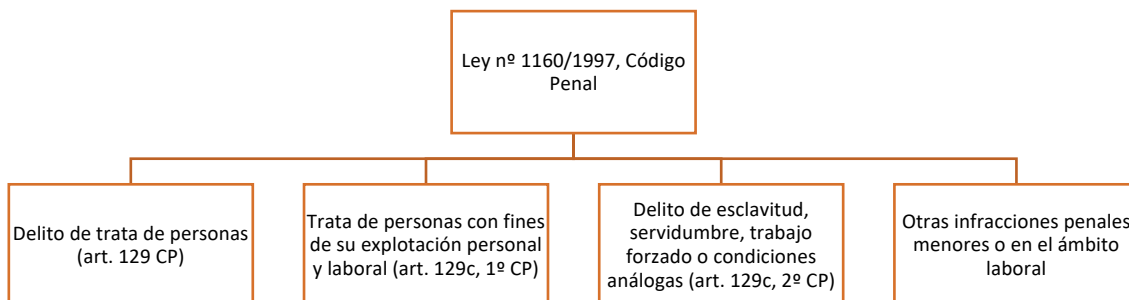 Ley nº 1160/1997, Código
Penal
Delito de trata de personas
(art. 129 CP)
Trata de personas con fines
de su explotación personal
y laboral (art. 129c, 1º CP)
Delito de esclavitud,
servidumbre, trabajo
forzado o condiciones
análogas (art. 129c, 2º CP)
Otras infracciones penales
menores o en el ámbito
laboral